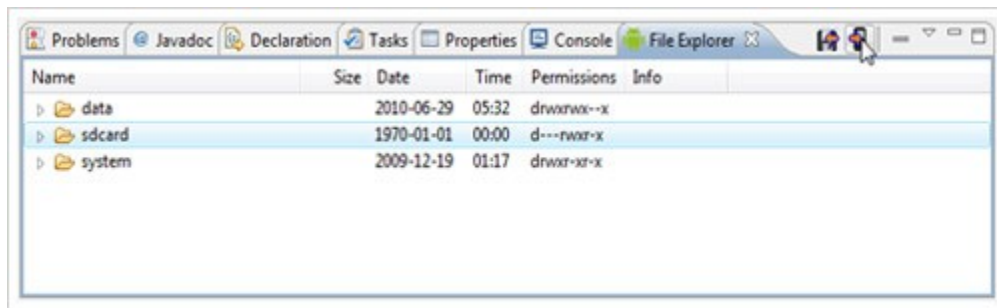 Problems @ Javadoc Declaration Tasks Properties Console File Explorer
Name Size Date Time Permissions Info
data 2010-06-29 05:32 drwxrwx--x
sdcard 1970-01-01 00:00 d---rwxr-x
system 2009-12-19 01:17 drwxr-xr-x